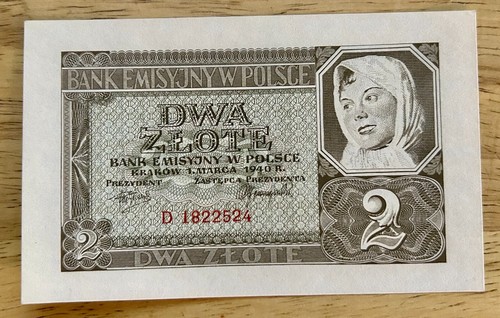 BANK EMISYJNY W POLSCE
DWA
ZŁOTE
BANK EMISYJNY W POLSCE
KRAKÓW 1. MARCA 1940 R.
PREZYDENT ZASTĘPCA PREZYDENTA
D 1822524
2 2
DWA ZŁOTE